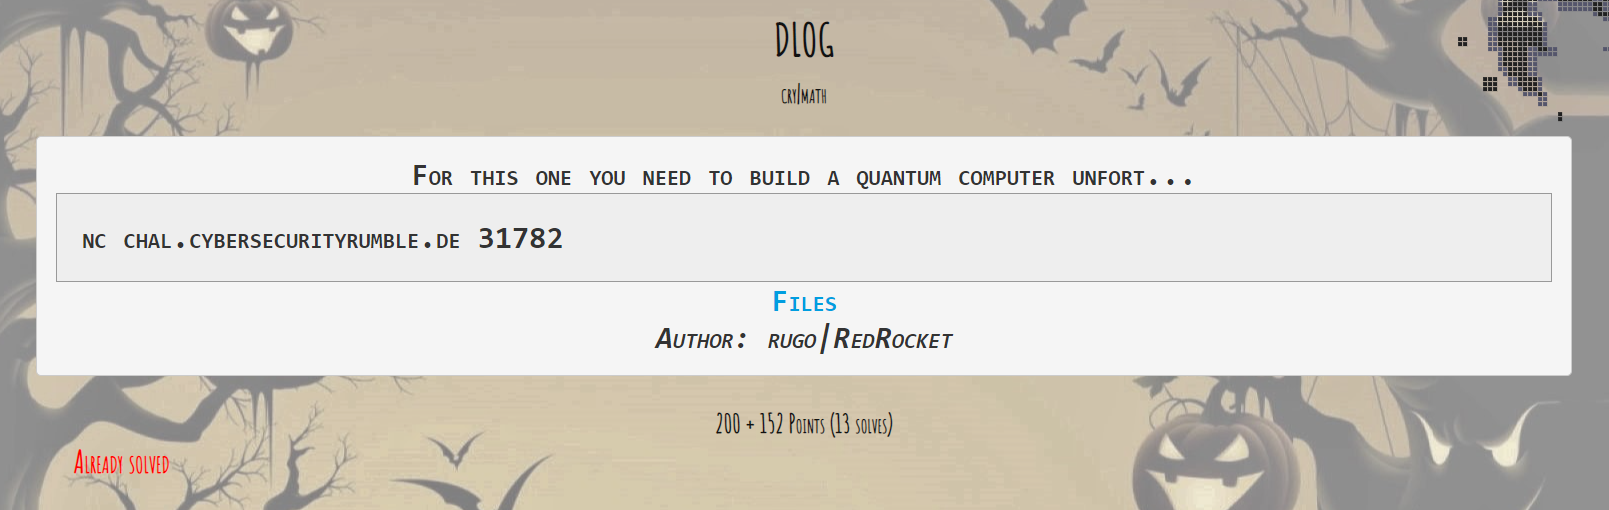 DLOG
CRY|MATH
For this one you need to build a quantum computer unfort...
nc chal.cybersecurityrumble.de 31782
Files
Author: rugo|RedRocket
200 + 152 Points (13 solves)
Already solved